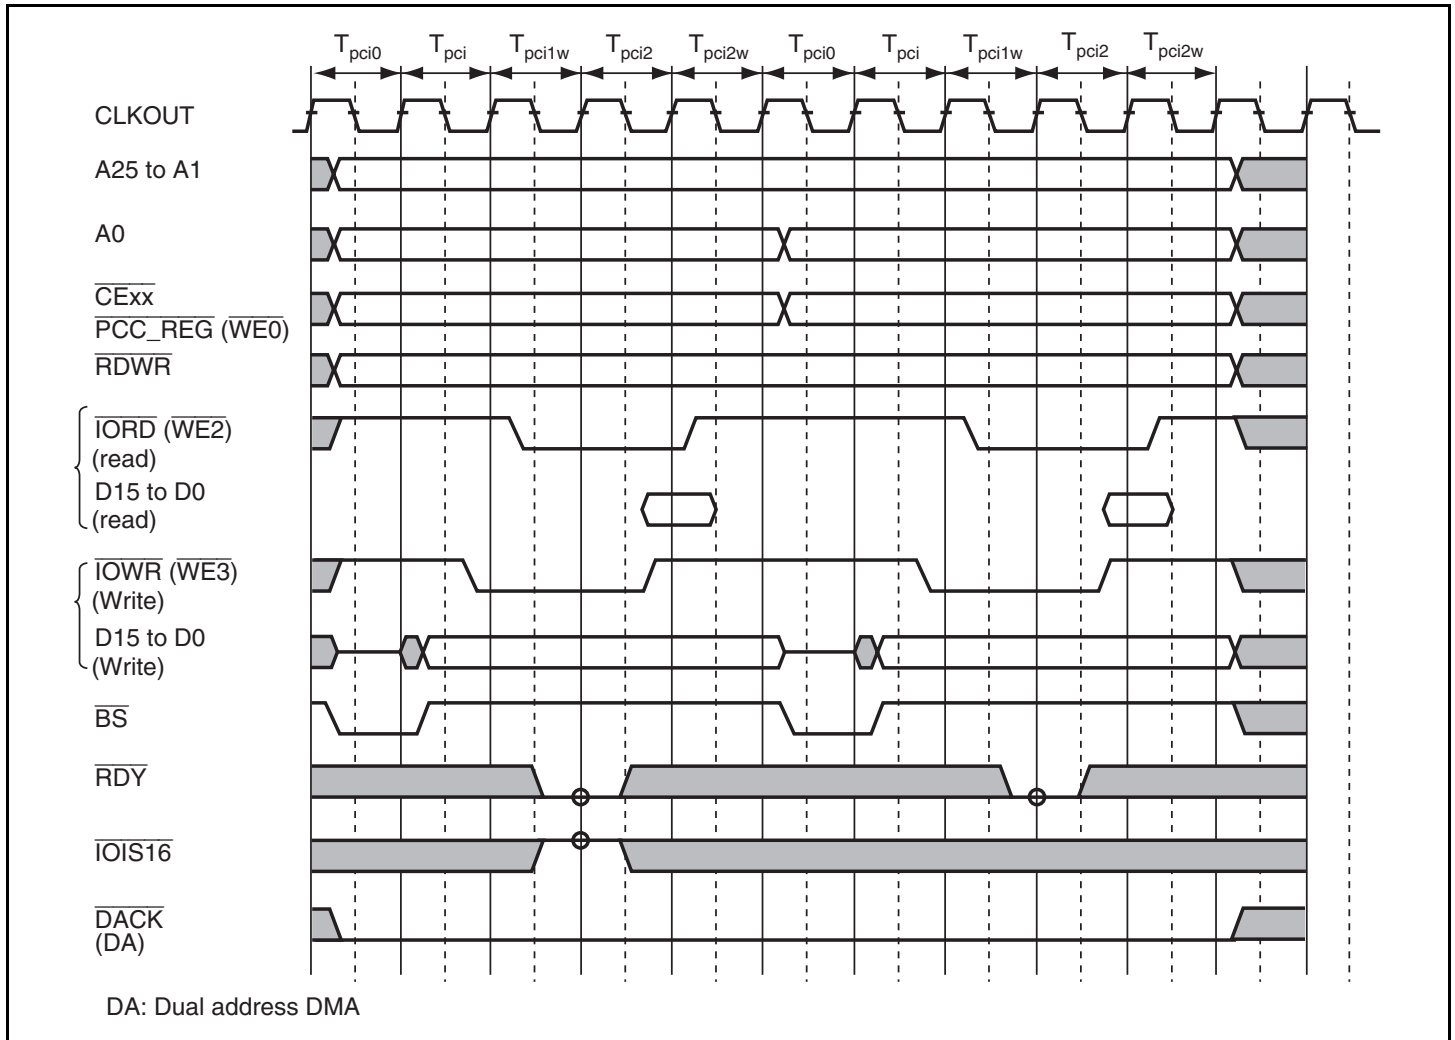 Tpci0 Tpci Tpci1w Tpci2 Tpci2w Tpci0 Tpci Tpci1w Tpci2 Tpci2w
CLKOUT
A25 to A1
A0
CExx
PCC_REG (WE0)
RDWR
IORD (WE2)
(read)
D15 to D0
(read)
IOWR (WE3)
(Write)
D15 to D0
(Write)
BS
RDY
IOIS16
DACK
(DA)
DA: Dual address DMA